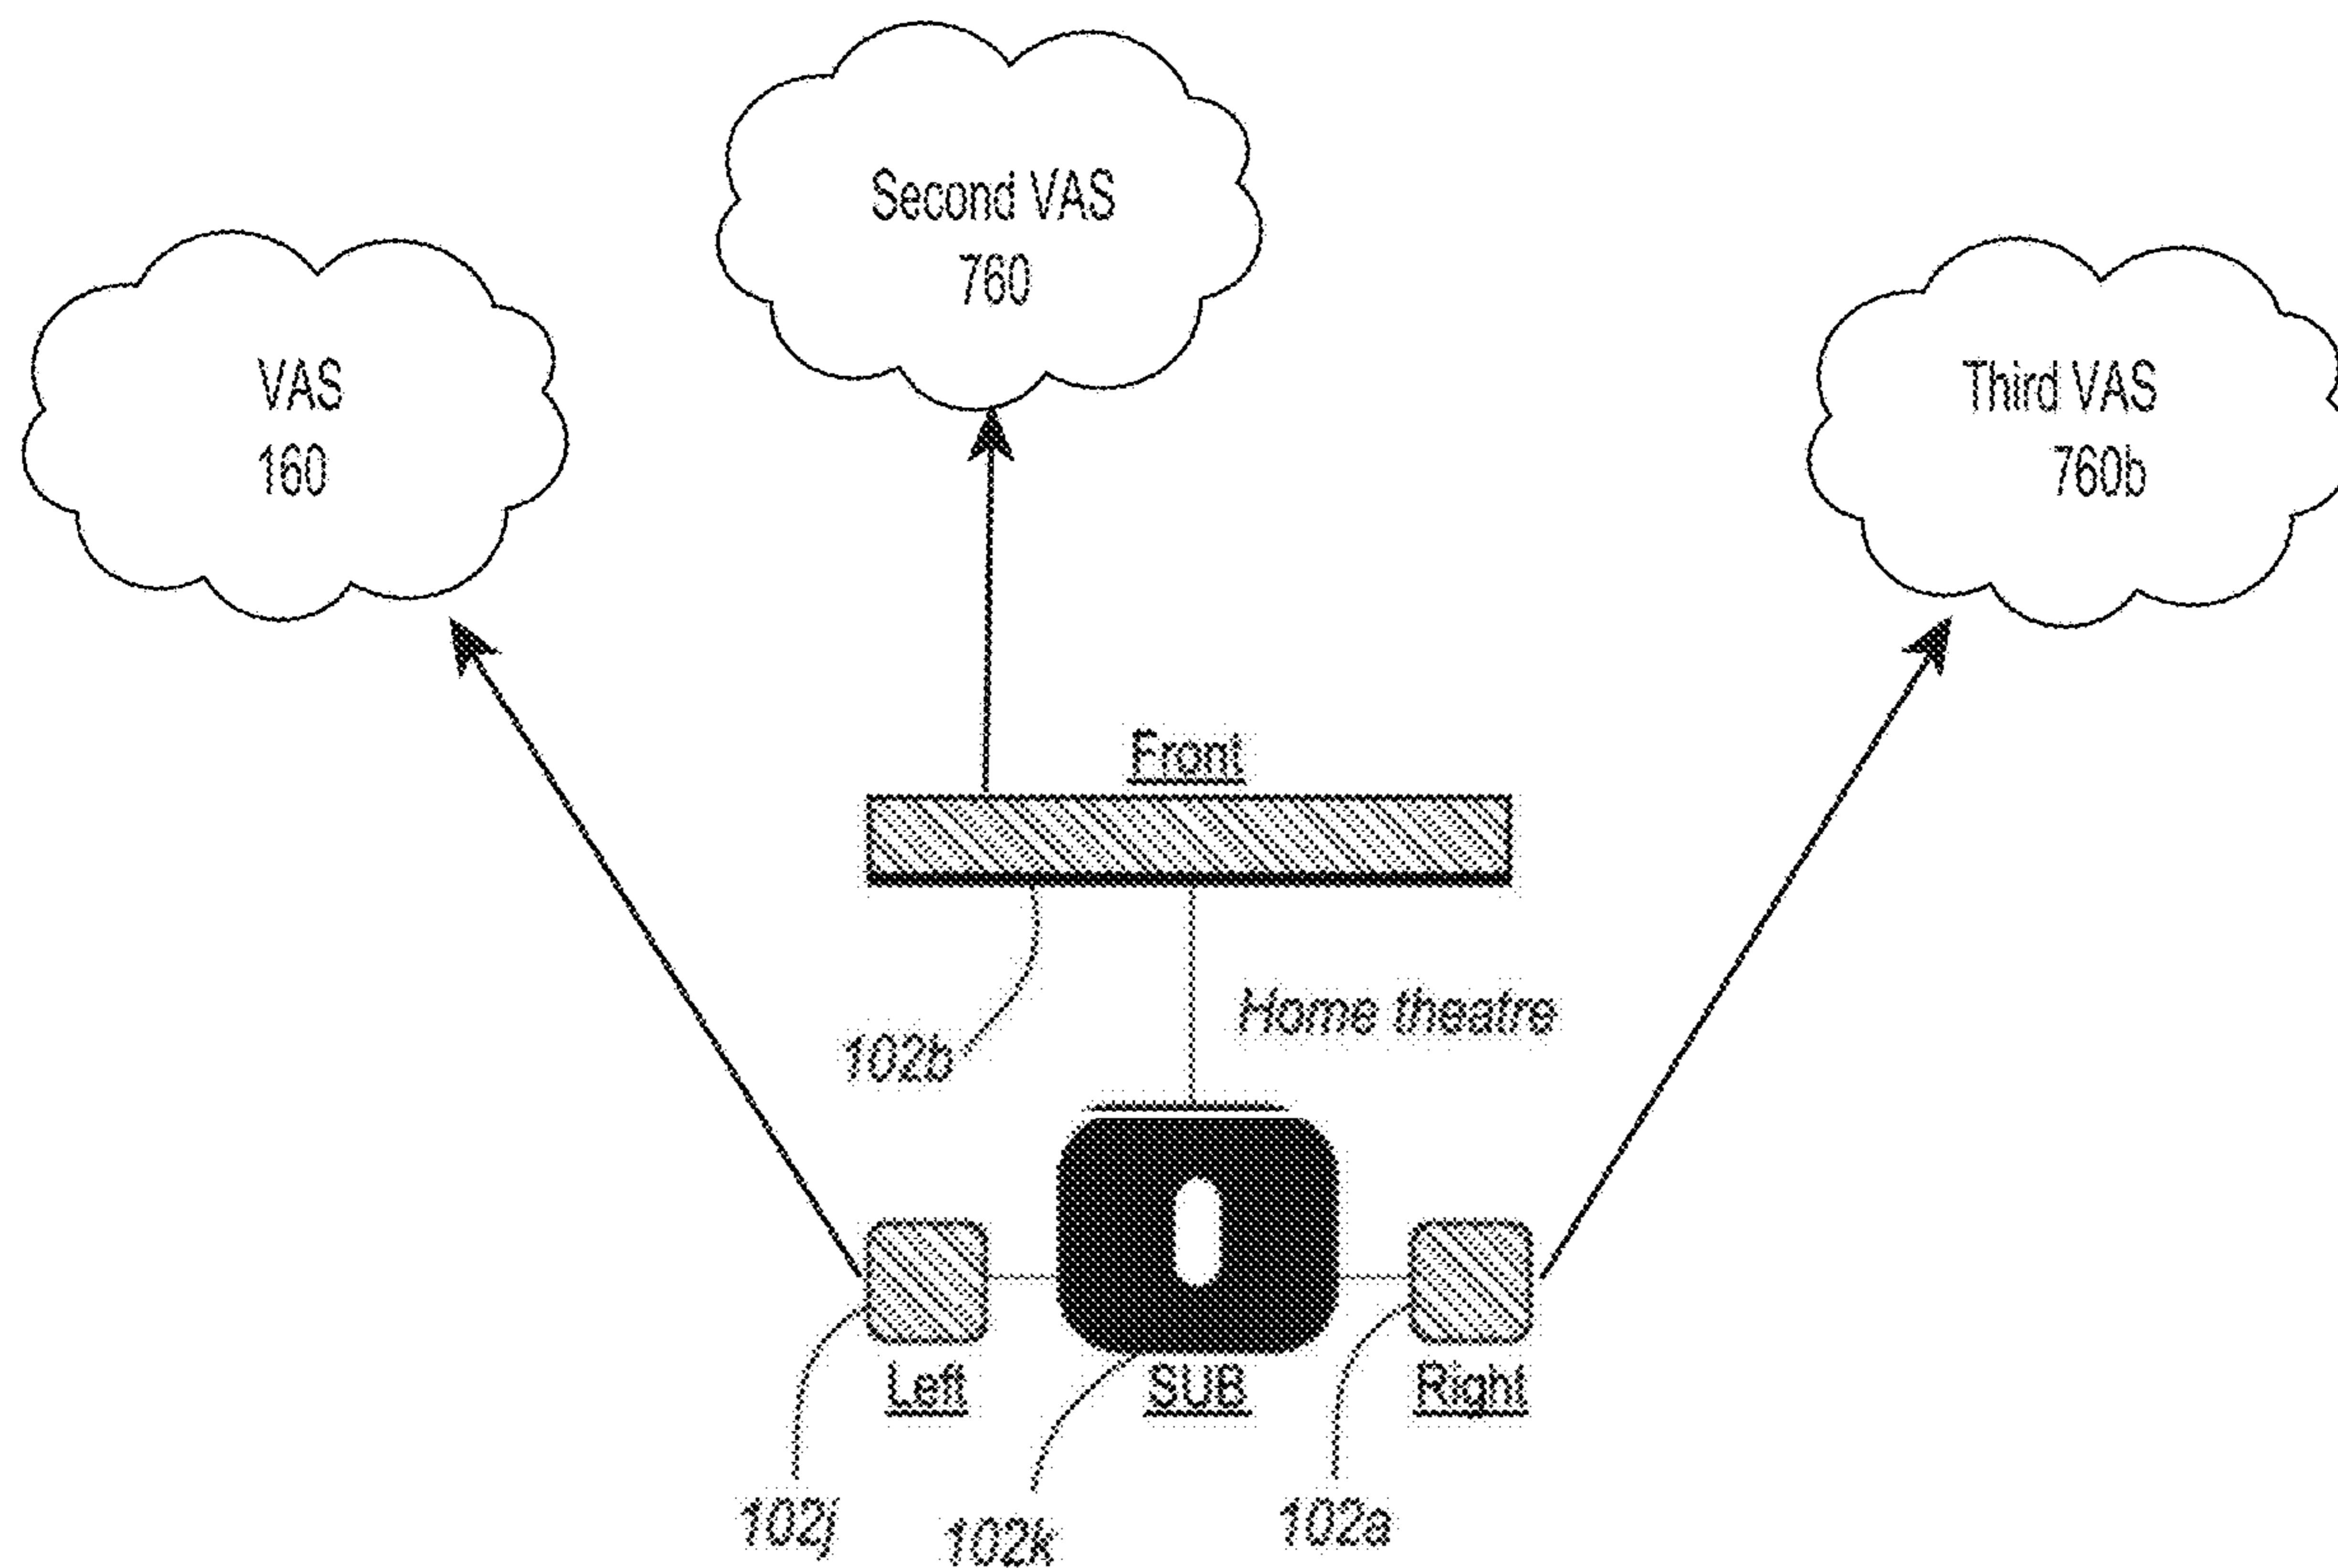 Second VAS
760
VAS
160
Third VAS
760b
Front
Home theatre
102b
Left
SUB
Right
102j
102k
102a